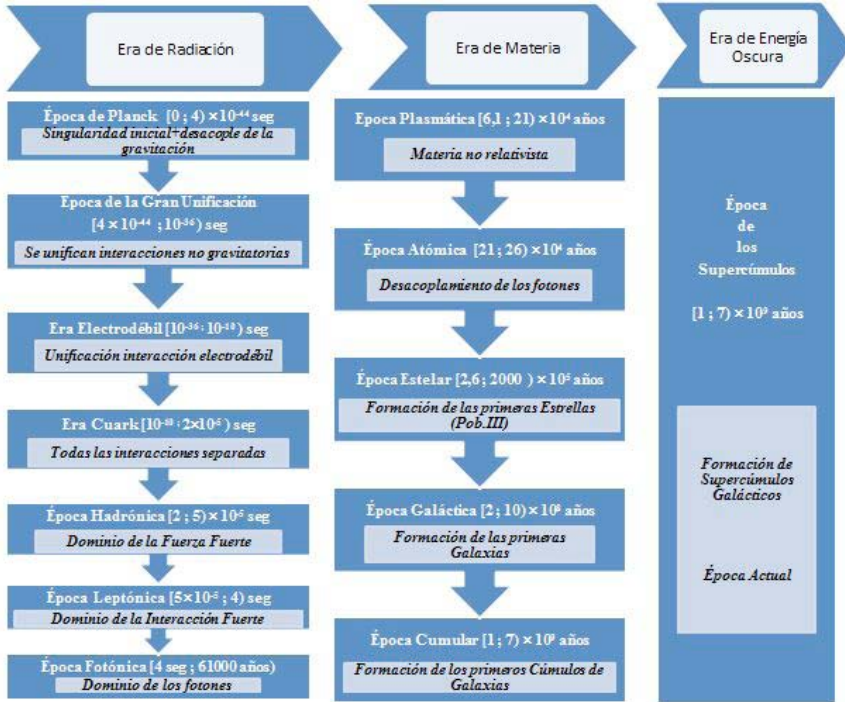 Era de Radiación
Época de Planck [0 ; 4) × 10⁻⁴⁴ seg
Singularidad inicial+desacople de la
gravitación
Época de la Gran Unificación
[4 × 10⁻⁴⁴ ; 10⁻³⁶) seg
Se unifican interacciones no gravitatorias
Era Electrodébil [10⁻³⁶ : 10⁻¹⁰) seg
Unificación interacción electrodébil
Era Cuark [10⁻¹⁰ : 2×10⁻⁵) seg
Todas las interacciones separadas
Época Hadrónica [2 ; 5) × 10⁻⁵ seg
Dominio de la Fuerza Fuerte
Época Leptónica [5×10⁻⁵ ; 4) seg
Dominio de la Interacción Fuerte
Época Fotónica [4 seg ; 61000 años)
Dominio de los fotones
Era de Materia
Epoca Plasmática [6,1 ; 21) × 10⁴ años
Materia no relativista
Época Atómica [21 ; 26) × 10⁴ años
Desacoplamiento de los fotones
Época Estelar [2,6 ; 2000 ) × 10⁵ años
Formación de las primeras Estrellas
(Pob.III)
Época Galáctica [2 ; 10) × 10⁸ años
Formación de las primeras
Galaxias
Época Cumular [1 ; 7) × 10⁹ años
Formación de los primeros Cúmulos de
Galaxias
Era de Energía
Oscura
Época
de
los
Supercúmulos
[1 ; 7) × 10⁹ años
Formación de
Supercúmulos
Galácticos
Época Actual